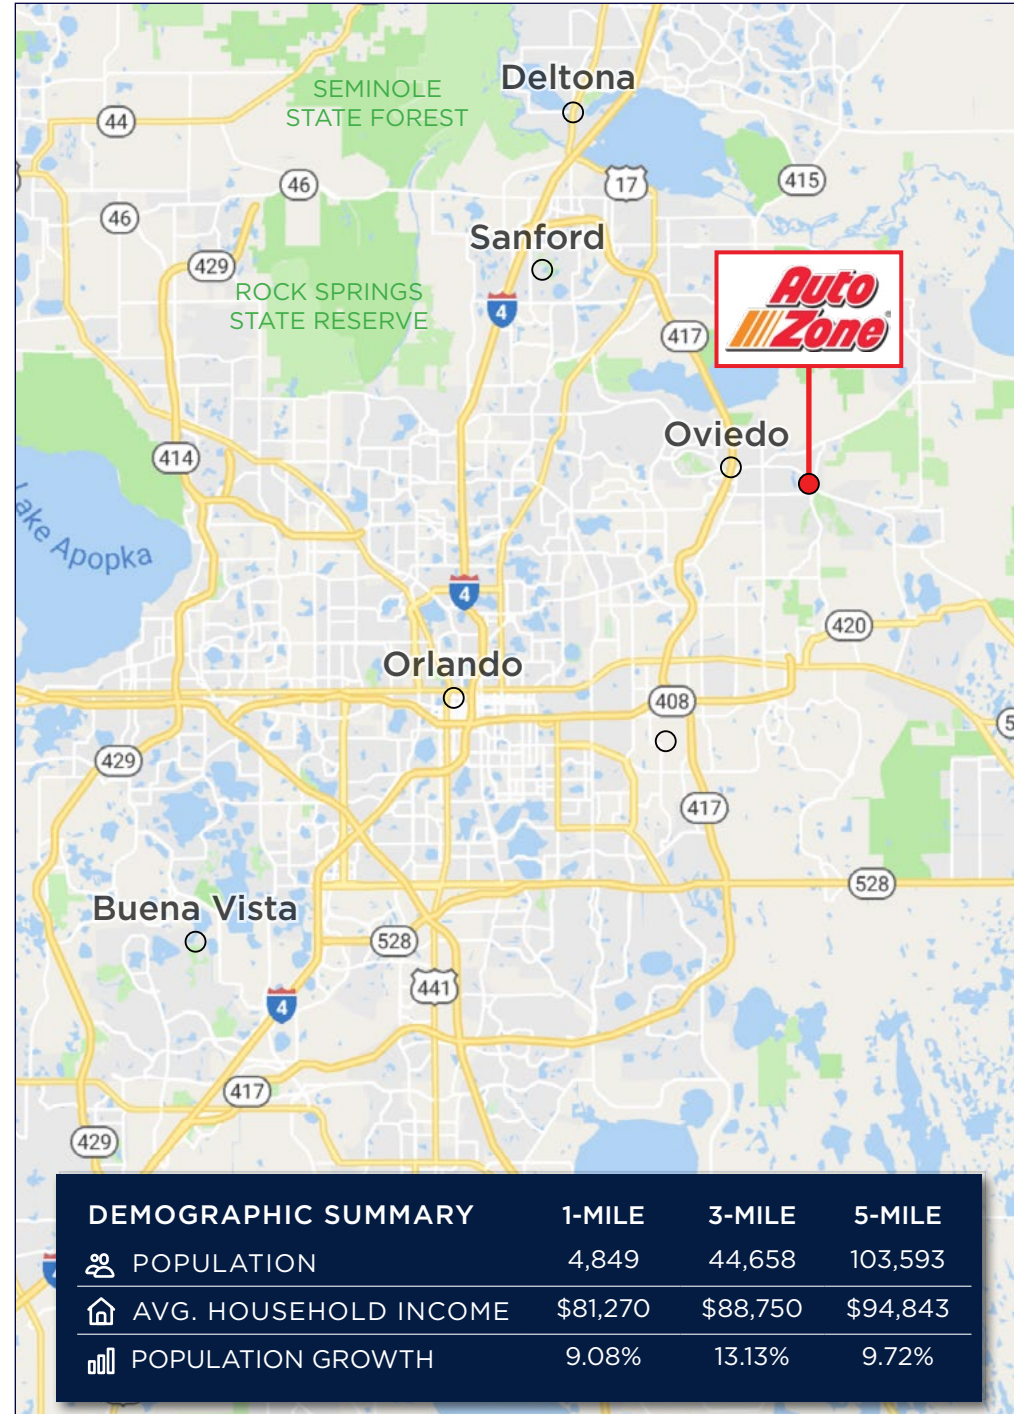 Deltona
SEMINOLE
STATE FOREST
44
46
17
415
46
Sanford
429
ROCK SPRINGS
STATE RESERVE
4
417
Auto
Zone
Oviedo
414
Lake Apopka
4
420
Orlando
408
5
429
417
528
Buena Vista
528
441
4
417
429
DEMOGRAPHIC SUMMARY 1-MILE 3-MILE 5-MILE
POPULATION 4,849 44,658 103,593
AVG. HOUSEHOLD INCOME $81,270 $88,750 $94,843
POPULATION GROWTH 9.08% 13.13% 9.72%